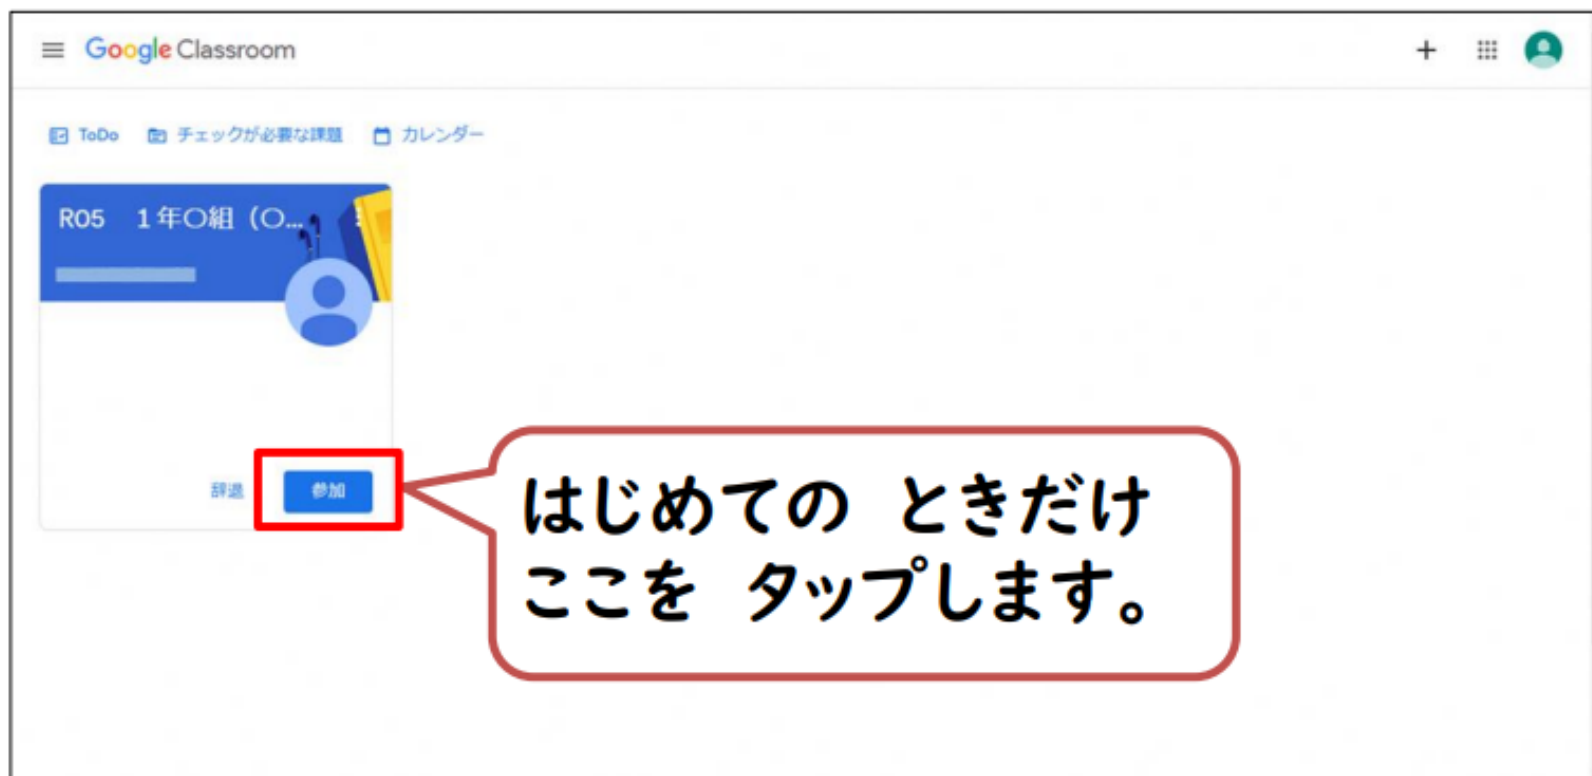 Google Classroom
ToDo チェックが必要な課題 カレンダー
R05　１年〇組（〇...
辞退 参加
はじめての ときだけ
ここを タップします。